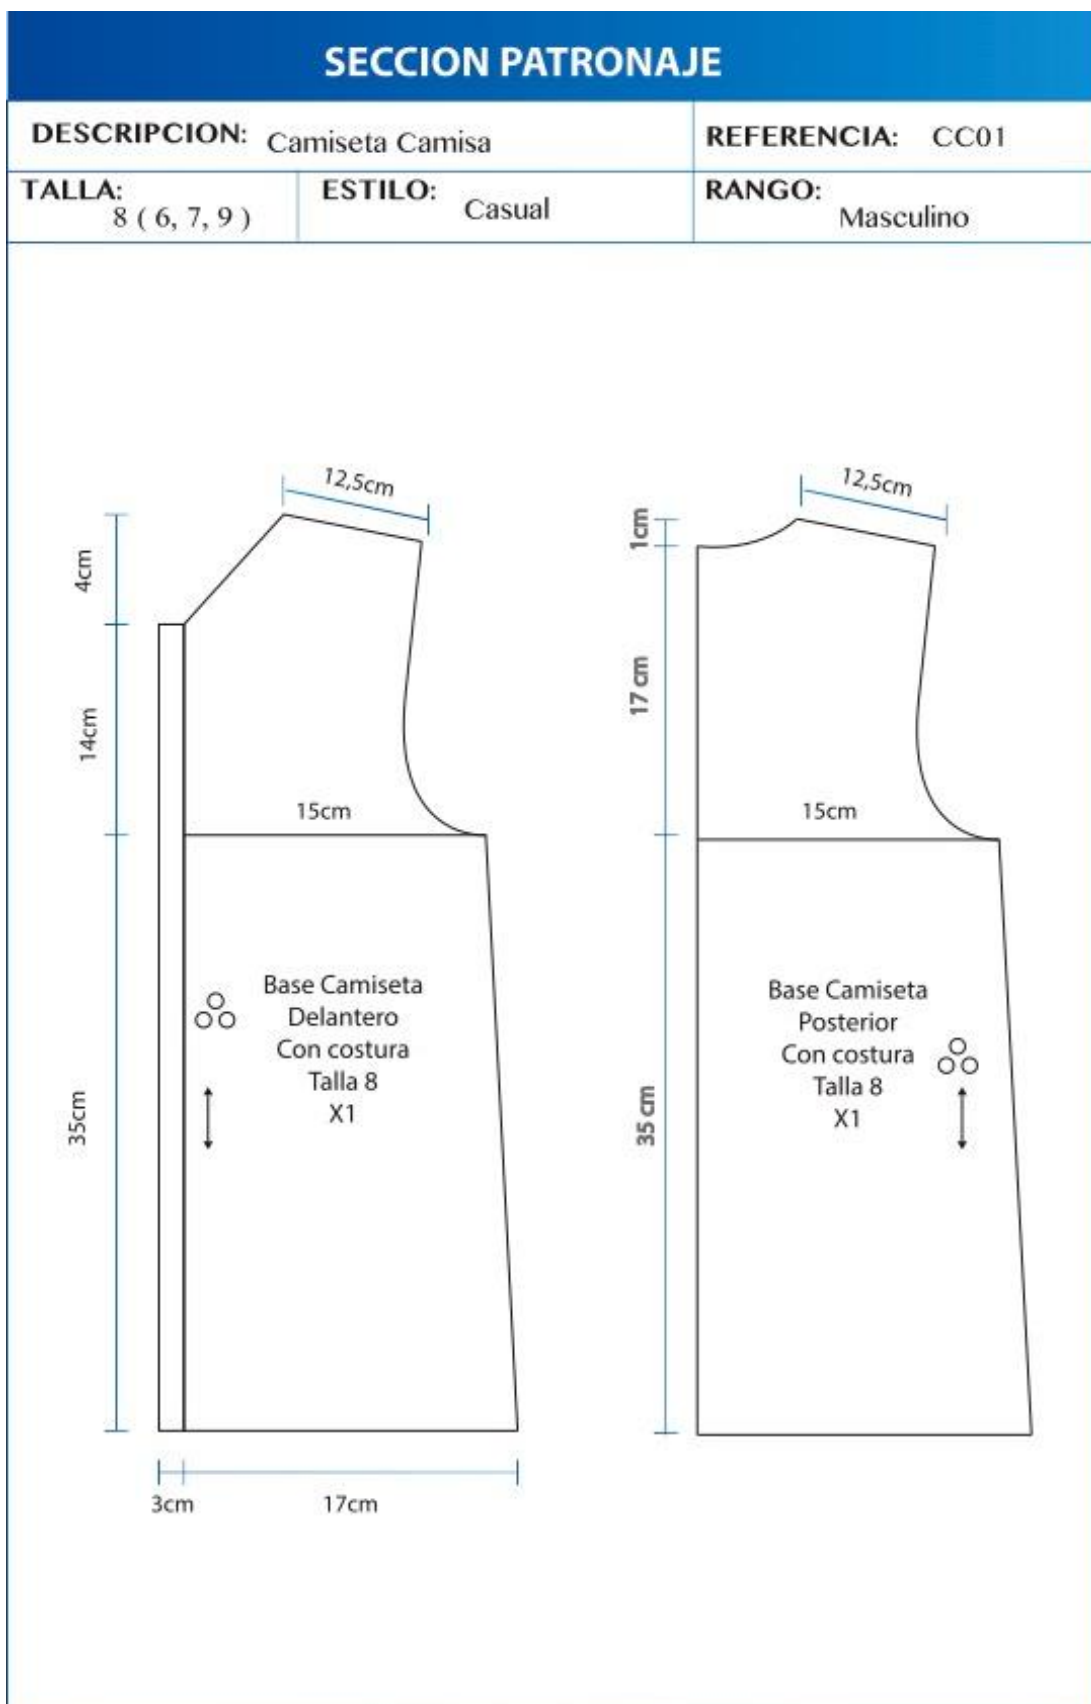 SECCION PATRONAJE
DESCRIPCION: Camiseta Camisa
REFERENCIA: CC01
TALLA: 8 ( 6, 7, 9 )
ESTILO: Casual
RANGO: Masculino
12,5cm
4cm
14cm
15cm
35cm
Base Camiseta
Delantero
Con costura
Talla 8
X1
3cm
17cm
12,5cm
1cm
17 cm
15cm
35 cm
Base Camiseta
Posterior
Con costura
Talla 8
X1